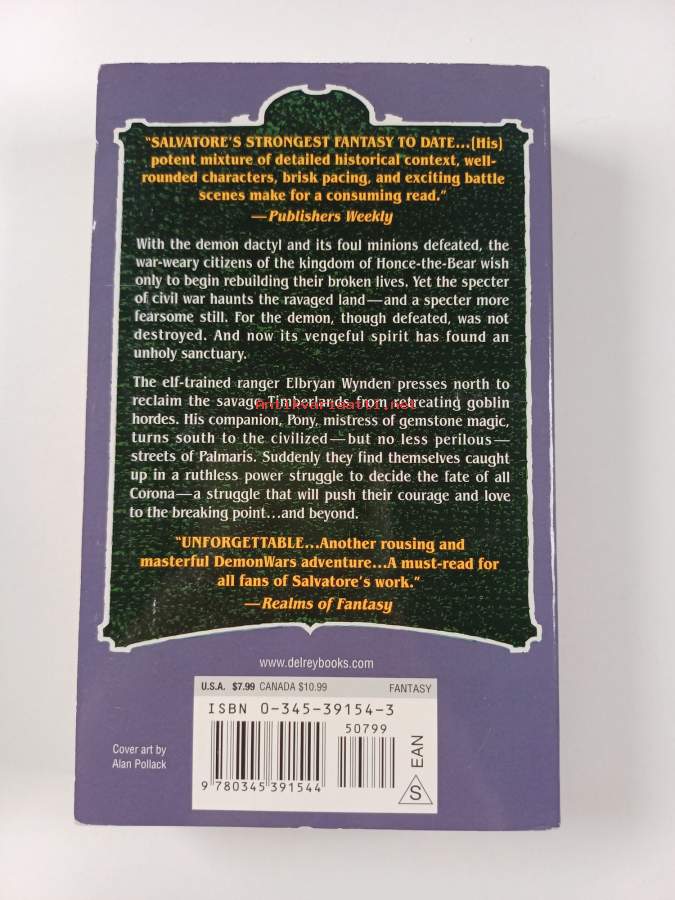 "SALVATORE'S STRONGEST FANTASY TO DATE...[His]
potent mixture of detailed historical context, well-
rounded characters, brisk pacing, and exciting battle
scenes make for a consuming read."
—Publishers Weekly
With the demon dactyl and its foul minions defeated, the
war-weary citizens of the kingdom of Honce-the-Bear wish
only to begin rebuilding their broken lives. Yet the specter
of civil war haunts the ravaged land—and a specter more
fearsome still. For the demon, though defeated, was not
destroyed. And now its vengeful spirit has found an
unholy sanctuary.
The elf-trained ranger Elbryan Wynden presses north to
reclaim the savage Timberlands from retreating goblin
antikvariaatti.net
hordes. His companion, Pony, mistress of gemstone magic,
turns south to the civilized—but no less perilous—
streets of Palmaris. Suddenly they find themselves caught
up in a ruthless power struggle to decide the fate of all
Corona—a struggle that will push their courage and love
to the breaking point...and beyond.
"UNFORGETTABLE...Another rousing and
masterful DemonWars adventure...A must-read for
all fans of Salvatore's work."
—Realms of Fantasy
www.delreybooks.com
U.S.A. $7.99 CANADA $10.99 FANTASY
ISBN 0-345-39154-3
50799
EAN
S
9 780345 391544
Cover art by
Alan Pollack